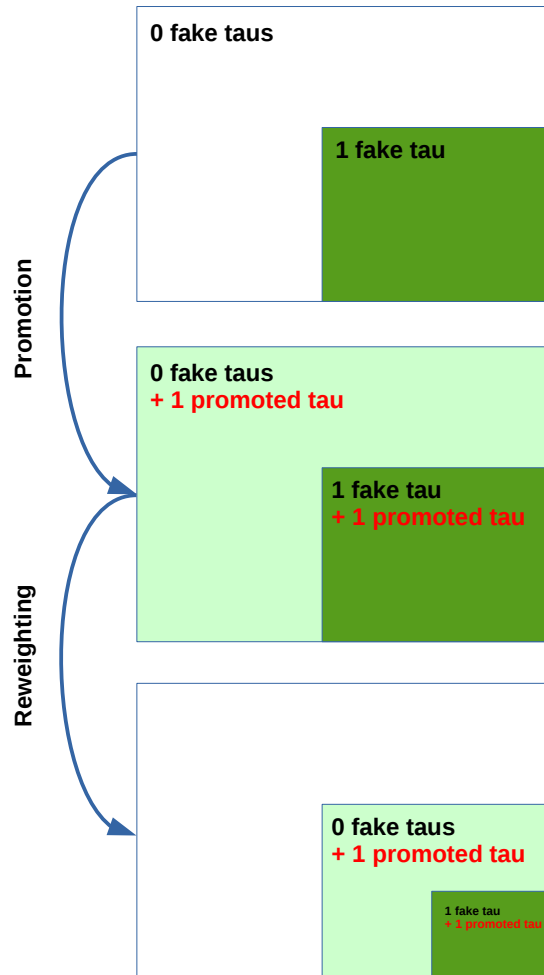 0 fake taus
1 fake tau
Promotion
0 fake taus
+ 1 promoted tau
1 fake tau
+ 1 promoted tau
Reweighting
0 fake taus
+ 1 promoted tau
1 fake tau
+ 1 promoted tau